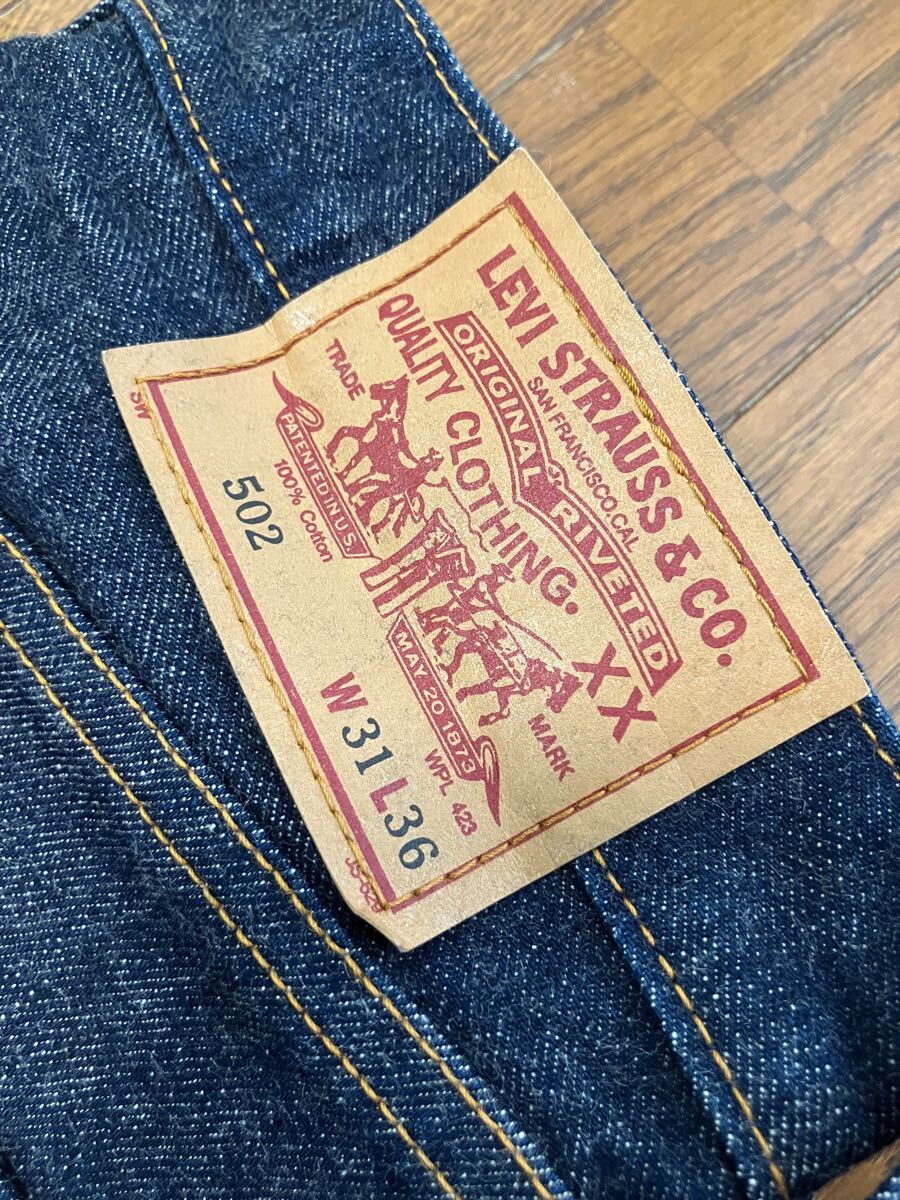 LEVI STRAUSS & CO.
SAN FRANCISCO, CAL
ORIGINAL RIVETED
QUALITY CLOTHING. XX
TRADE MARK
PATENTED IN U.S.
MAY 20 1873
100% Cotton
WPL 423
502
W 31 L 36
SM